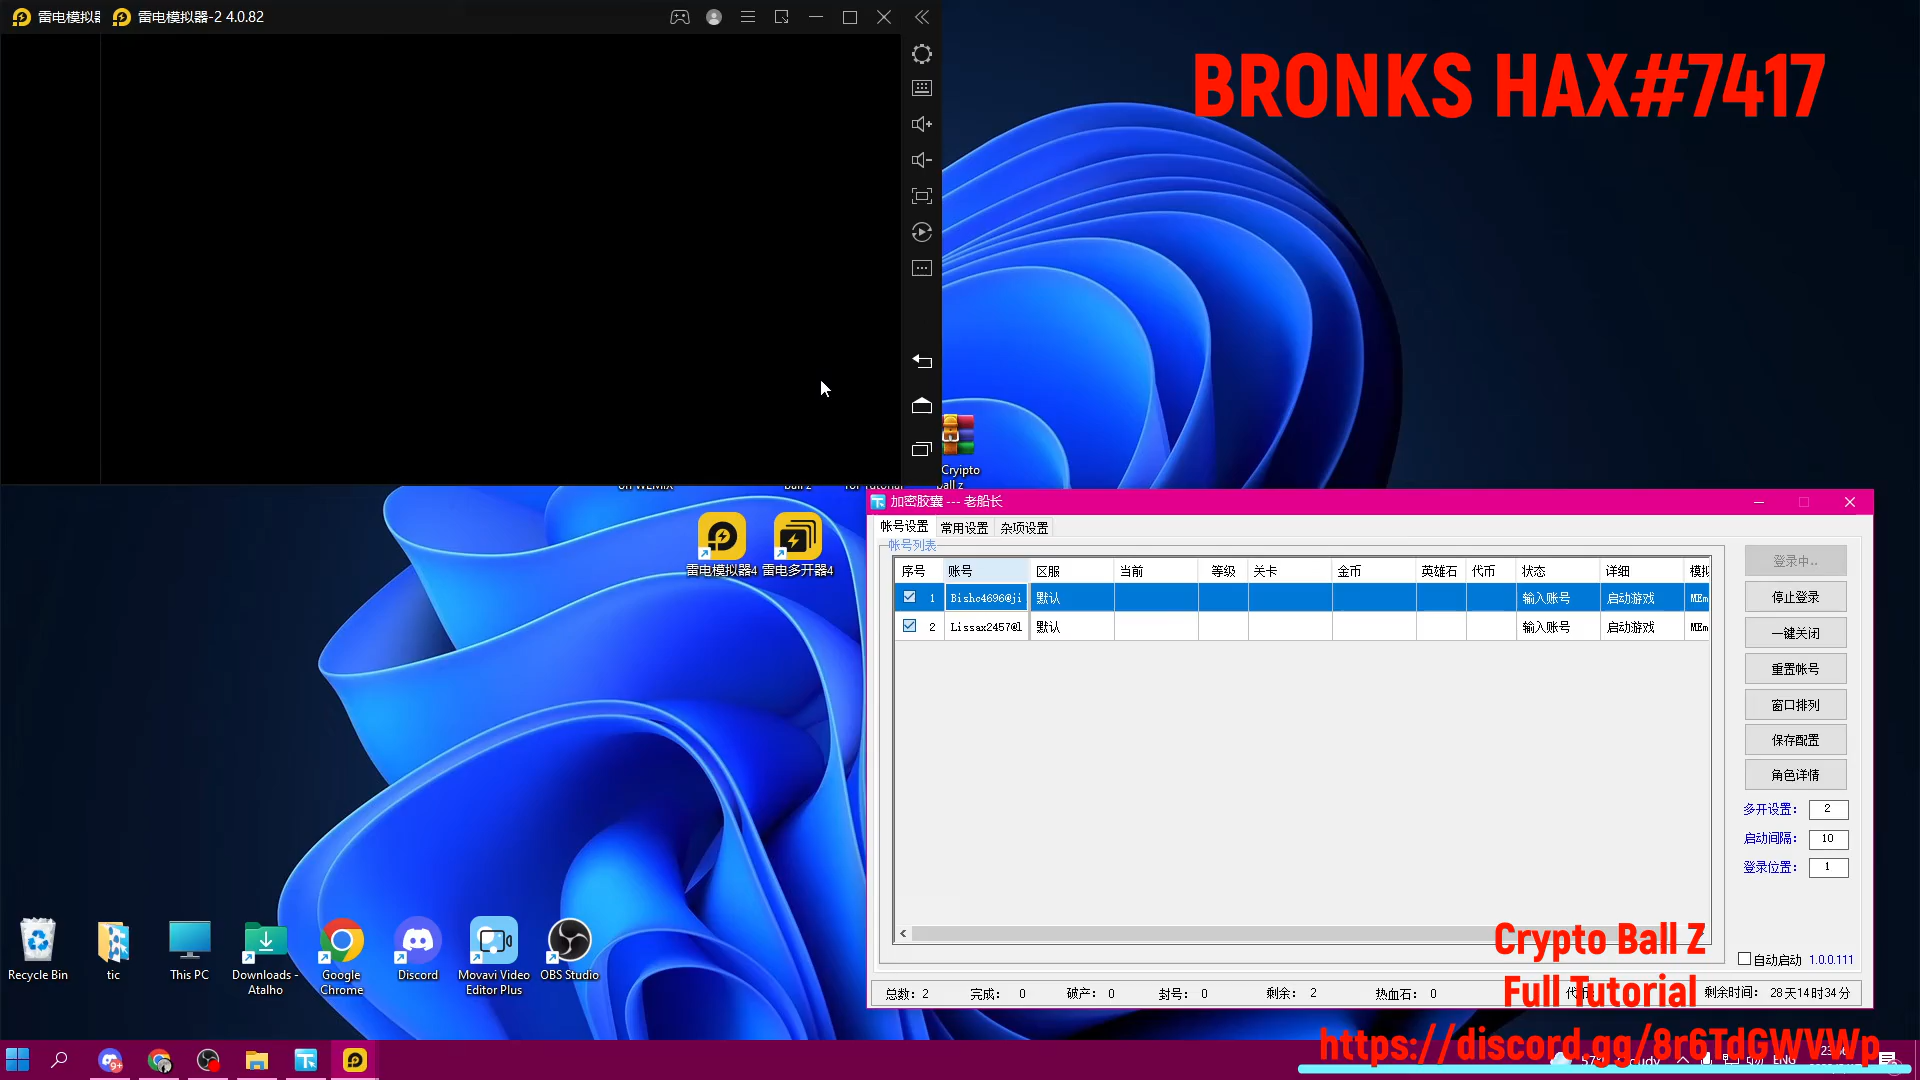 雷电模拟器
雷电模拟器-2 4.0.82
BRONKS HAX#7417
Cryipto
ball z
雷电模拟器4
雷电多开器4
加密胶囊 --- 老船长
帐号设置 常用设置 杂项设置
帐号列表
序号 账号 区服 当前 等级 关卡 金币 英雄石 代币 状态 详细 模拟
1 Bishc4696@ji 默认 输入账号 启动游戏 MEm
2 Lissax2457@l 默认 输入账号 启动游戏 MEm
登录中..
停止登录
一键关闭
重置帐号
窗口排列
保存配置
角色详情
多开设置: 2
启动间隔: 10
登录位置: 1
自动启动 1.0.0.111
总数: 2 完成: 0 破产: 0 封号: 0 剩余: 2 热血石: 0 剩余时间: 28天14时34分
Crypto Ball Z
Full Tutorial
https://discord.gg/8r6TdGWVWp
Recycle Bin
tic
This PC
Downloads -
Atalho
Google
Chrome
Discord
Movavi Video
Editor Plus
OBS Studio
9+
ENG